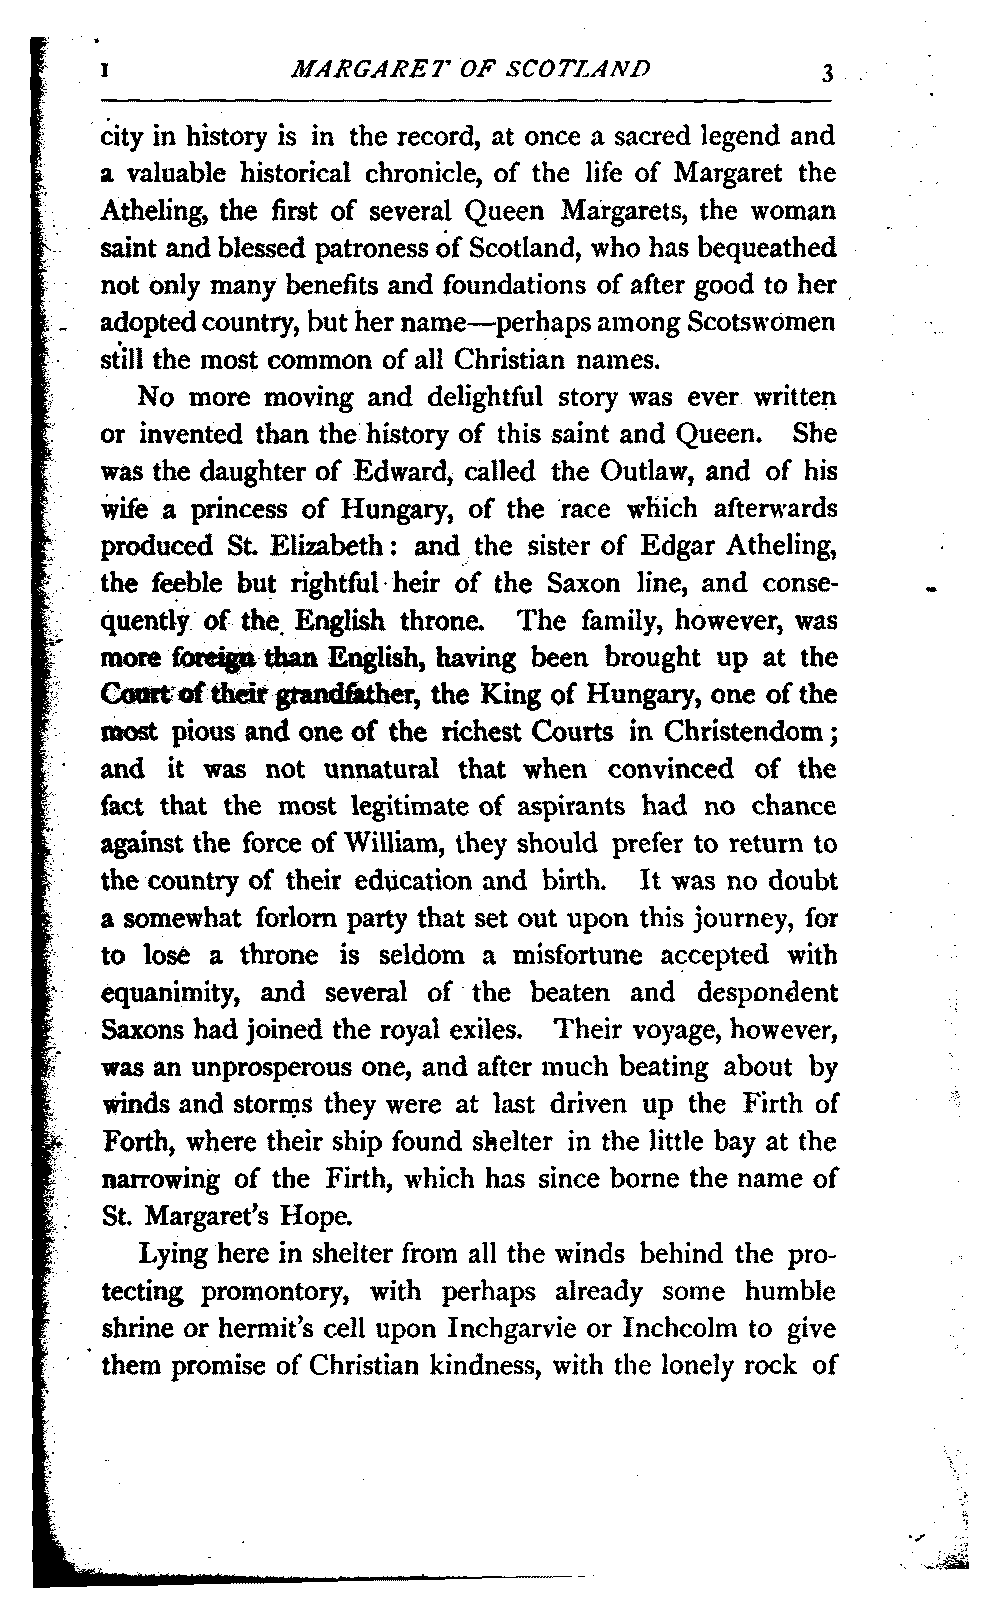 I MARGARET OF SCOTLAND 3
city in history is in the record, at once a sacred legend and
a valuable historical chronicle, of the life of Margaret the
Atheling, the first of several Queen Margarets, the woman
saint and blessed patroness of Scotland, who has bequeathed
not only many benefits and foundations of after good to her
adopted country, but her name—perhaps among Scotswomen
still the most common of all Christian names.
No more moving and delightful story was ever written
or invented than the history of this saint and Queen. She
was the daughter of Edward, called the Outlaw, and of his
wife a princess of Hungary, of the race which afterwards
produced St. Elizabeth: and the sister of Edgar Atheling,
the feeble but rightful heir of the Saxon line, and conse-
quently of the English throne. The family, however, was
more foreign than English, having been brought up at the
Court of their grandfather, the King of Hungary, one of the
most pious and one of the richest Courts in Christendom;
and it was not unnatural that when convinced of the
fact that the most legitimate of aspirants had no chance
against the force of William, they should prefer to return to
the country of their education and birth. It was no doubt
a somewhat forlorn party that set out upon this journey, for
to lose a throne is seldom a misfortune accepted with
equanimity, and several of the beaten and despondent
Saxons had joined the royal exiles. Their voyage, however,
was an unprosperous one, and after much beating about by
winds and storms they were at last driven up the Firth of
Forth, where their ship found shelter in the little bay at the
narrowing of the Firth, which has since borne the name of
St. Margaret's Hope.
Lying here in shelter from all the winds behind the pro-
tecting promontory, with perhaps already some humble
shrine or hermit's cell upon Inchgarvie or Inchcolm to give
them promise of Christian kindness, with the lonely rock of